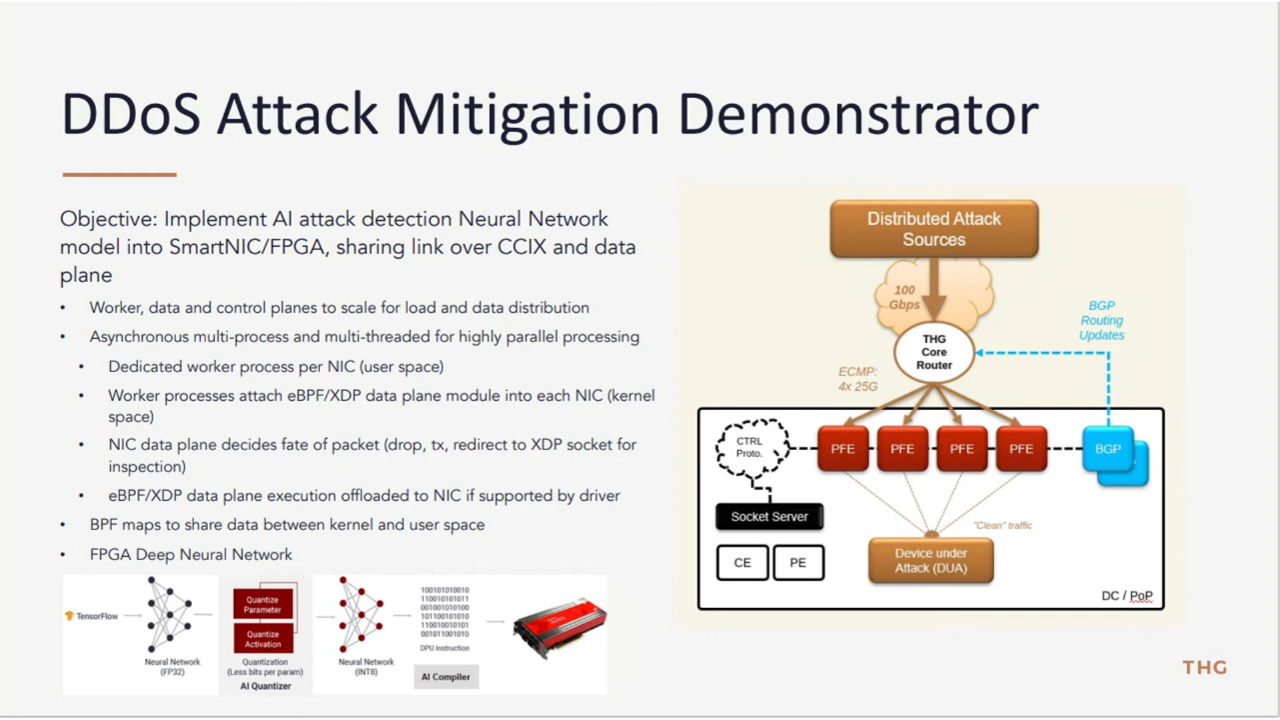 DDoS Attack Mitigation Demonstrator
Objective: Implement AI attack detection Neural Network
model into SmartNIC/FPGA, sharing link over CCIX and data
plane
• Worker, data and control planes to scale for load and data distribution
• Asynchronous multi-process and multi-threaded for highly parallel processing
• Dedicated worker process per NIC (user space)
• Worker processes attach eBPF/XDP data plane module into each NIC (kernel
space)
• NIC data plane decides fate of packet (drop, tx, redirect to XDP socket for
inspection)
• eBPF/XDP data plane execution offloaded to NIC if supported by driver
• BPF maps to share data between kernel and user space
• FPGA Deep Neural Network
TensorFlow
Neural Network
(FP32)
Quantize
Parameter
Quantize
Activation
Quantization
(Less bits per param)
AI Quantizer
Neural Network
(INT8)
100101010010
110010101011
001001010100
101100101010
110010010101
001011001010
DPU Instruction
AI Compiler
Distributed Attack
Sources
100
Gbps
THG
Core
Router
BGP
Routing
Updates
ECMP:
4x 25G
CTRL
Proto.
PFE
PFE
PFE
PFE
BGP
Socket Server
CE
PE
"Clean" traffic
Device under
Attack (DUA)
DC / PoP
THG